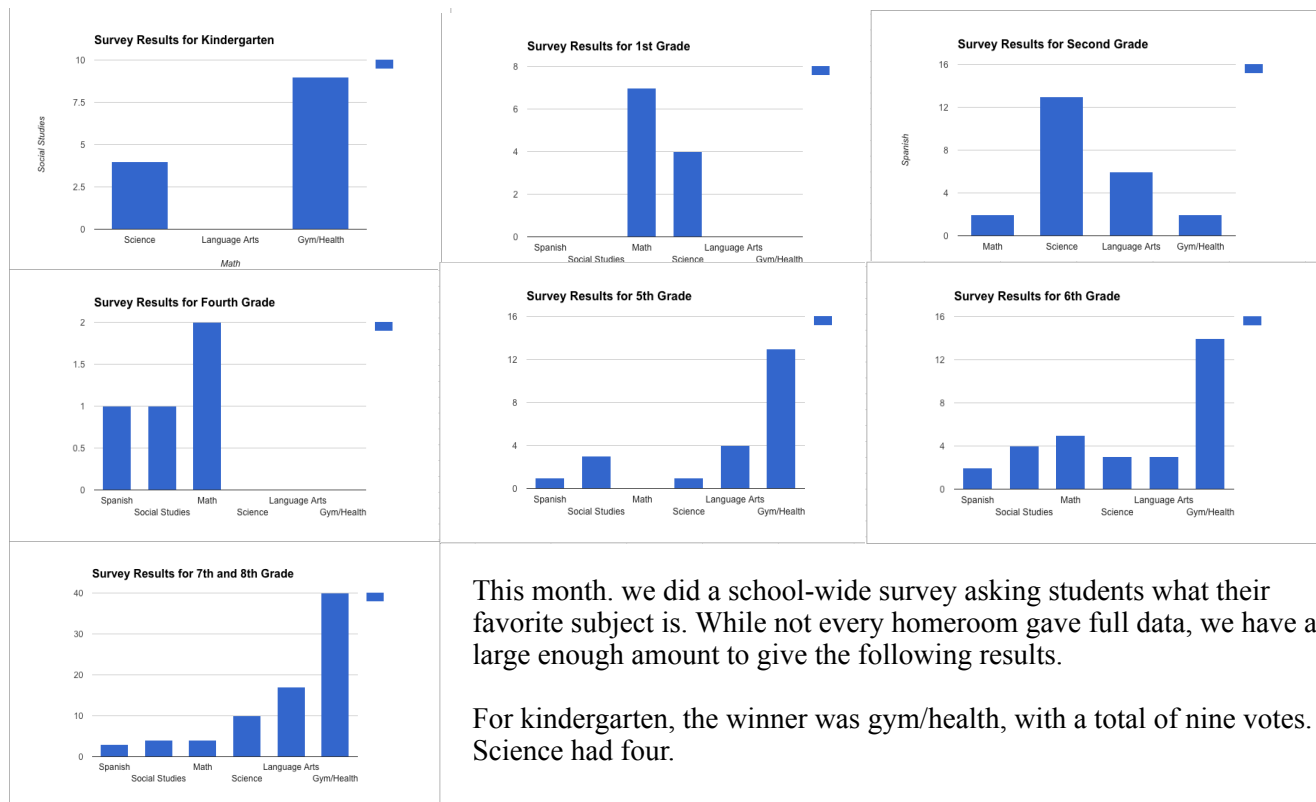 Survey Results for Kindergarten
10
7.5
5
2.5
0
Social Studies
Science Language Arts Gym/Health
Math
Survey Results for 1st Grade
8
6
4
2
0
Spanish Math Language Arts
Social Studies Science Gym/Health
Survey Results for Second Grade
16
12
8
4
0
Spanish
Math Science Language Arts Gym/Health
Survey Results for Fourth Grade
2
1.5
1
0.5
0
Spanish Math Language Arts
Social Studies Science Gym/Health
Survey Results for 5th Grade
16
12
8
4
0
Spanish Math Language Arts
Social Studies Science Gym/Health
Survey Results for 6th Grade
16
12
8
4
0
Spanish Math Language Arts
Social Studies Science Gym/Health
Survey Results for 7th and 8th Grade
40
30
20
10
0
Spanish Math Language Arts
Social Studies Science Gym/Health
This month. we did a school-wide survey asking students what their
favorite subject is. While not every homeroom gave full data, we have a
large enough amount to give the following results.
For kindergarten, the winner was gym/health, with a total of nine votes.
Science had four.